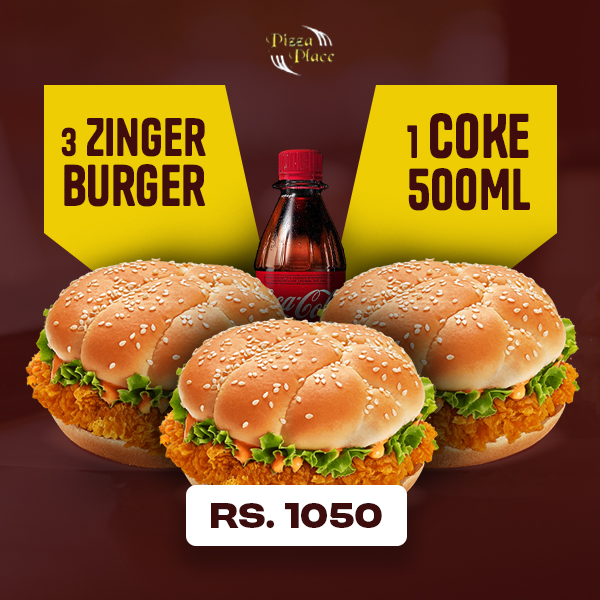 Pizza
Place
3 ZINGER
BURGER
1 COKE
500ML
Coca-Cola
RS. 1050